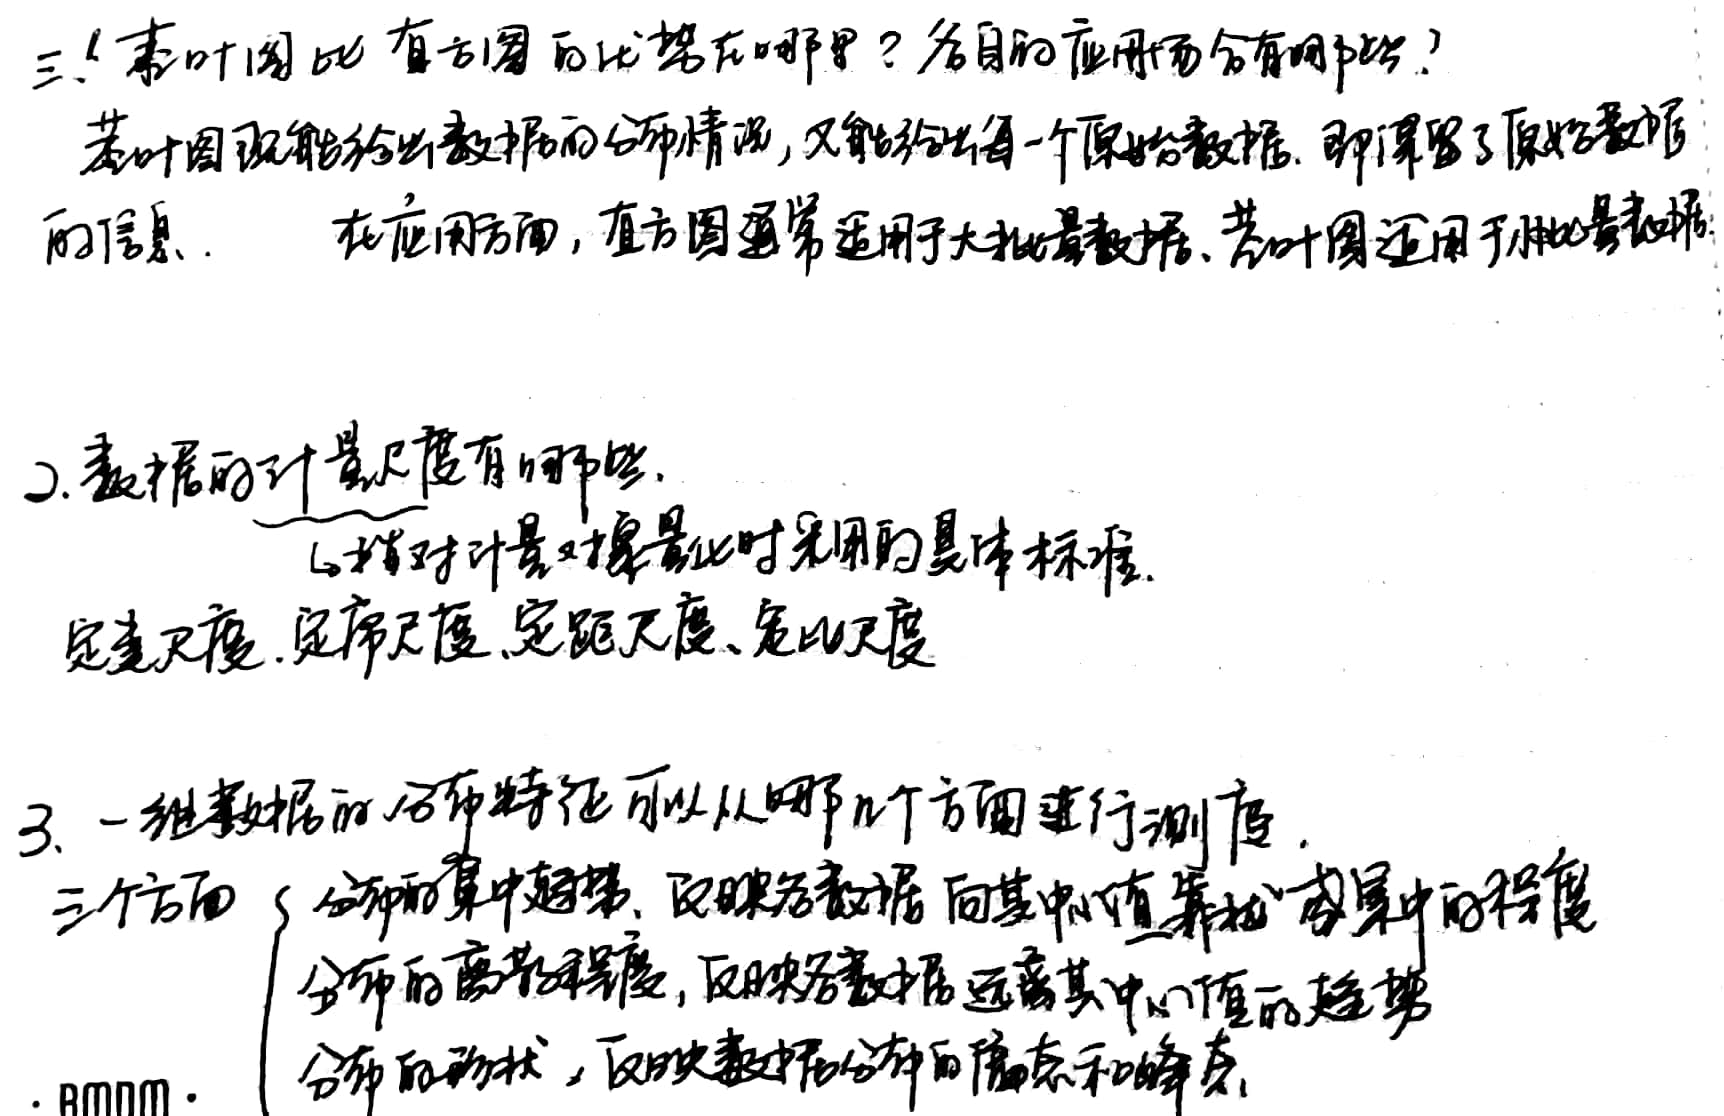 三、1 茎叶图比直方图的优势在哪里？各自的应用场合有哪些？
茎叶图既能给出数据的分布情况，又能给出每一个原始数据．即保留了原始数据
的信息．　在应用方面，直方图通常适用于大批量数据、茎叶图适用于小批量数据.
2. 数据的计量尺度有哪些.
↳指对计量对象量化时采用的具体标准.
定类尺度.定序尺度、定距尺度、定比尺度
3、一组数据的分布特征可以从哪几个方面进行测度.
三个方面 { 分布的集中趋势、反映各数据向其中心值靠拢或集中的程度
分布的离散程度，反映各数据远离其中心值的趋势
分布的形状，反映数据分布的偏态和峰态、
· BMDM ·